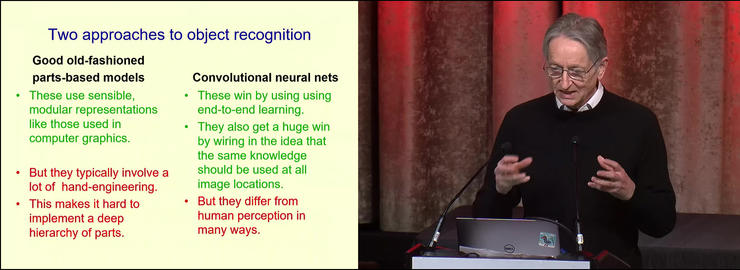 Two approaches to object recognition
Good old-fashioned
parts-based models
• These use sensible,
modular representations
like those used in
computer graphics.
• But they typically involve a
lot of hand-engineering.
• This makes it hard to
implement a deep
hierarchy of parts.
Convolutional neural nets
• These win by using using
end-to-end learning.
• They also get a huge win
by wiring in the idea that
the same knowledge
should be used at all
image locations.
• But they differ from
human perception in
many ways.
DELL